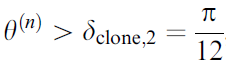 θ⁽ⁿ⁾ > δ_clone,2 = π/12